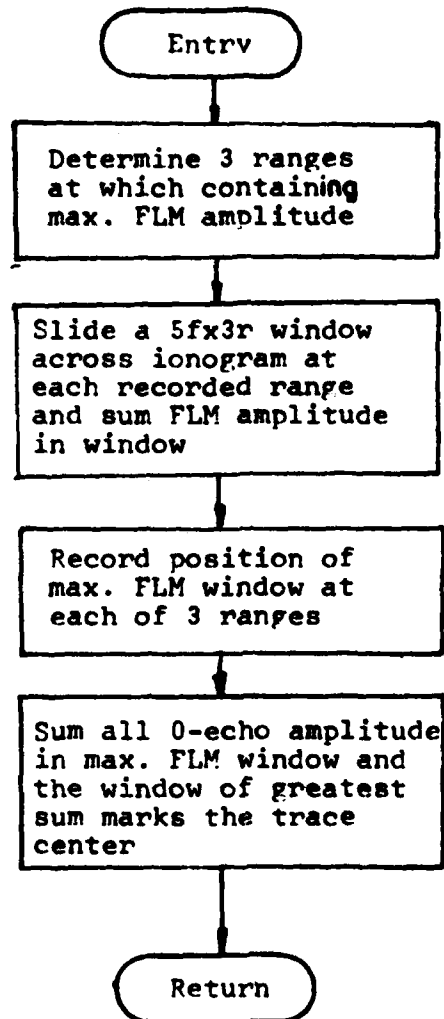 Entry
Determine 3 ranges
at which containing
max. FLM amplitude
Slide a 5fx3r window
across ionogram at
each recorded range
and sum FLM amplitude
in window
Record position of
max. FLM window at
each of 3 ranges
Sum all 0-echo amplitude
in max. FLM window and
the window of greatest
sum marks the trace
center
Return